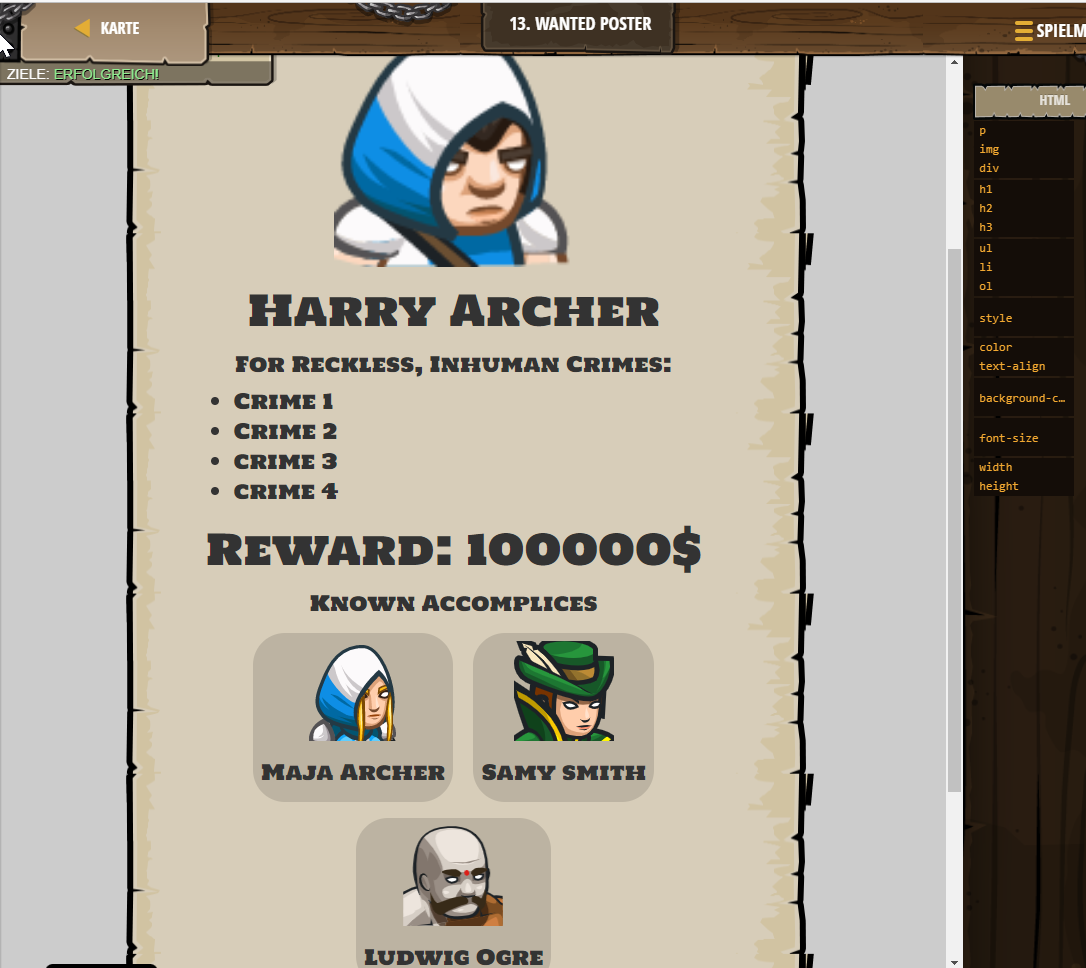 KARTE
13. WANTED POSTER
SPIELM
ZIELE: ERFOLGREICH!
HTML
p
img
div
h1
h2
h3
ul
li
ol
style
color
text-align
background-c…
font-size
width
height
Harry Archer
For Reckless, Inhuman Crimes:
• Crime 1
• Crime 2
• crime 3
• crime 4
Reward: 100000$
Known Accomplices
Maja Archer
Samy smith
Ludwig Ogre